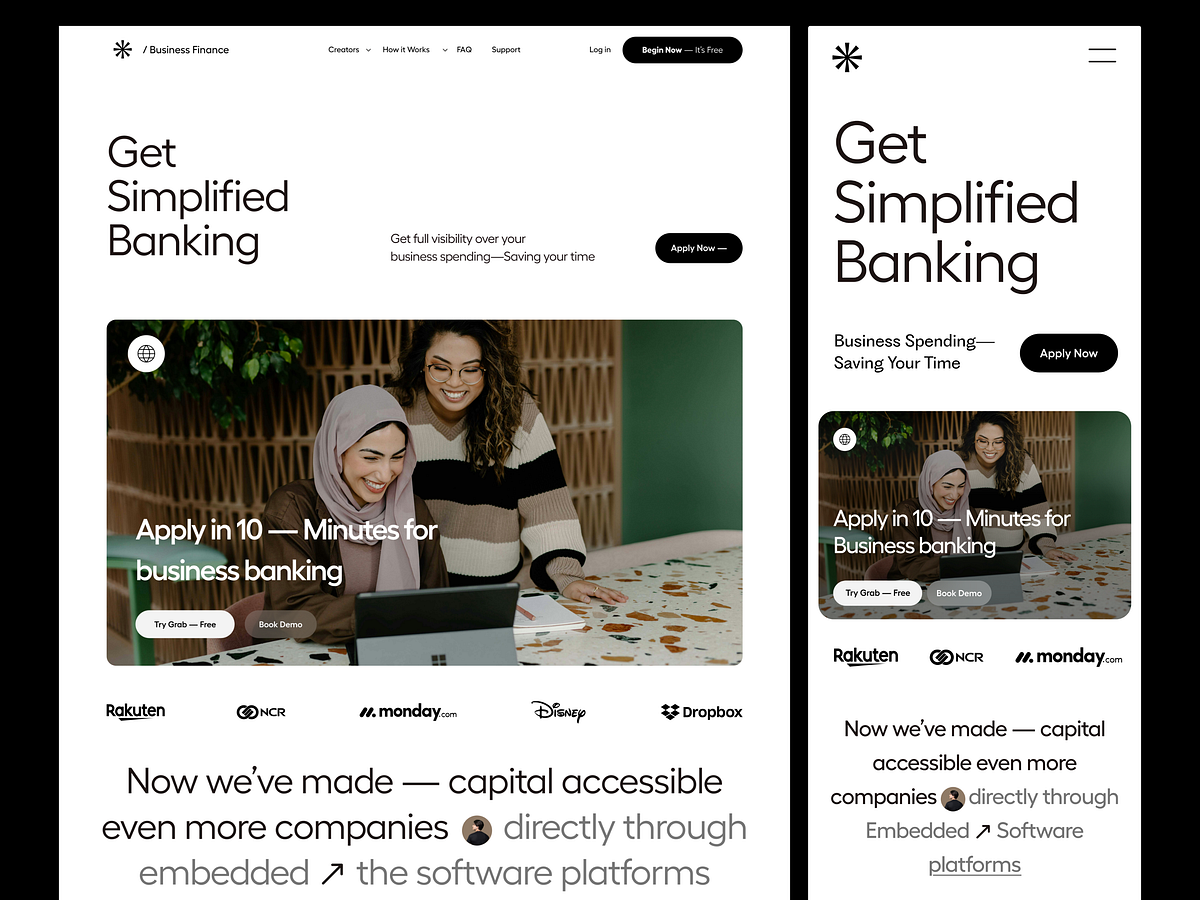 / Business Finance
Creators
How it Works
FAQ
Support
Log in
Begin Now — It's Free
Get
Simplified
Banking
Get full visibility over your
business spending—Saving your time
Apply Now —
Apply in 10 — Minutes for
business banking
Try Grab — Free
Book Demo
Rakuten
NCR
monday.com
Disney
Dropbox
Now we've made — capital accessible
even more companies directly through
embedded ↗ the software platforms
Get
Simplified
Banking
Business Spending—
Saving Your Time
Apply Now
Apply in 10 — Minutes for
Business banking
Try Grab — Free
Book Demo
Rakuten
NCR
monday.com
Now we've made — capital
accessible even more
companies directly through
Embedded ↗ Software
platforms